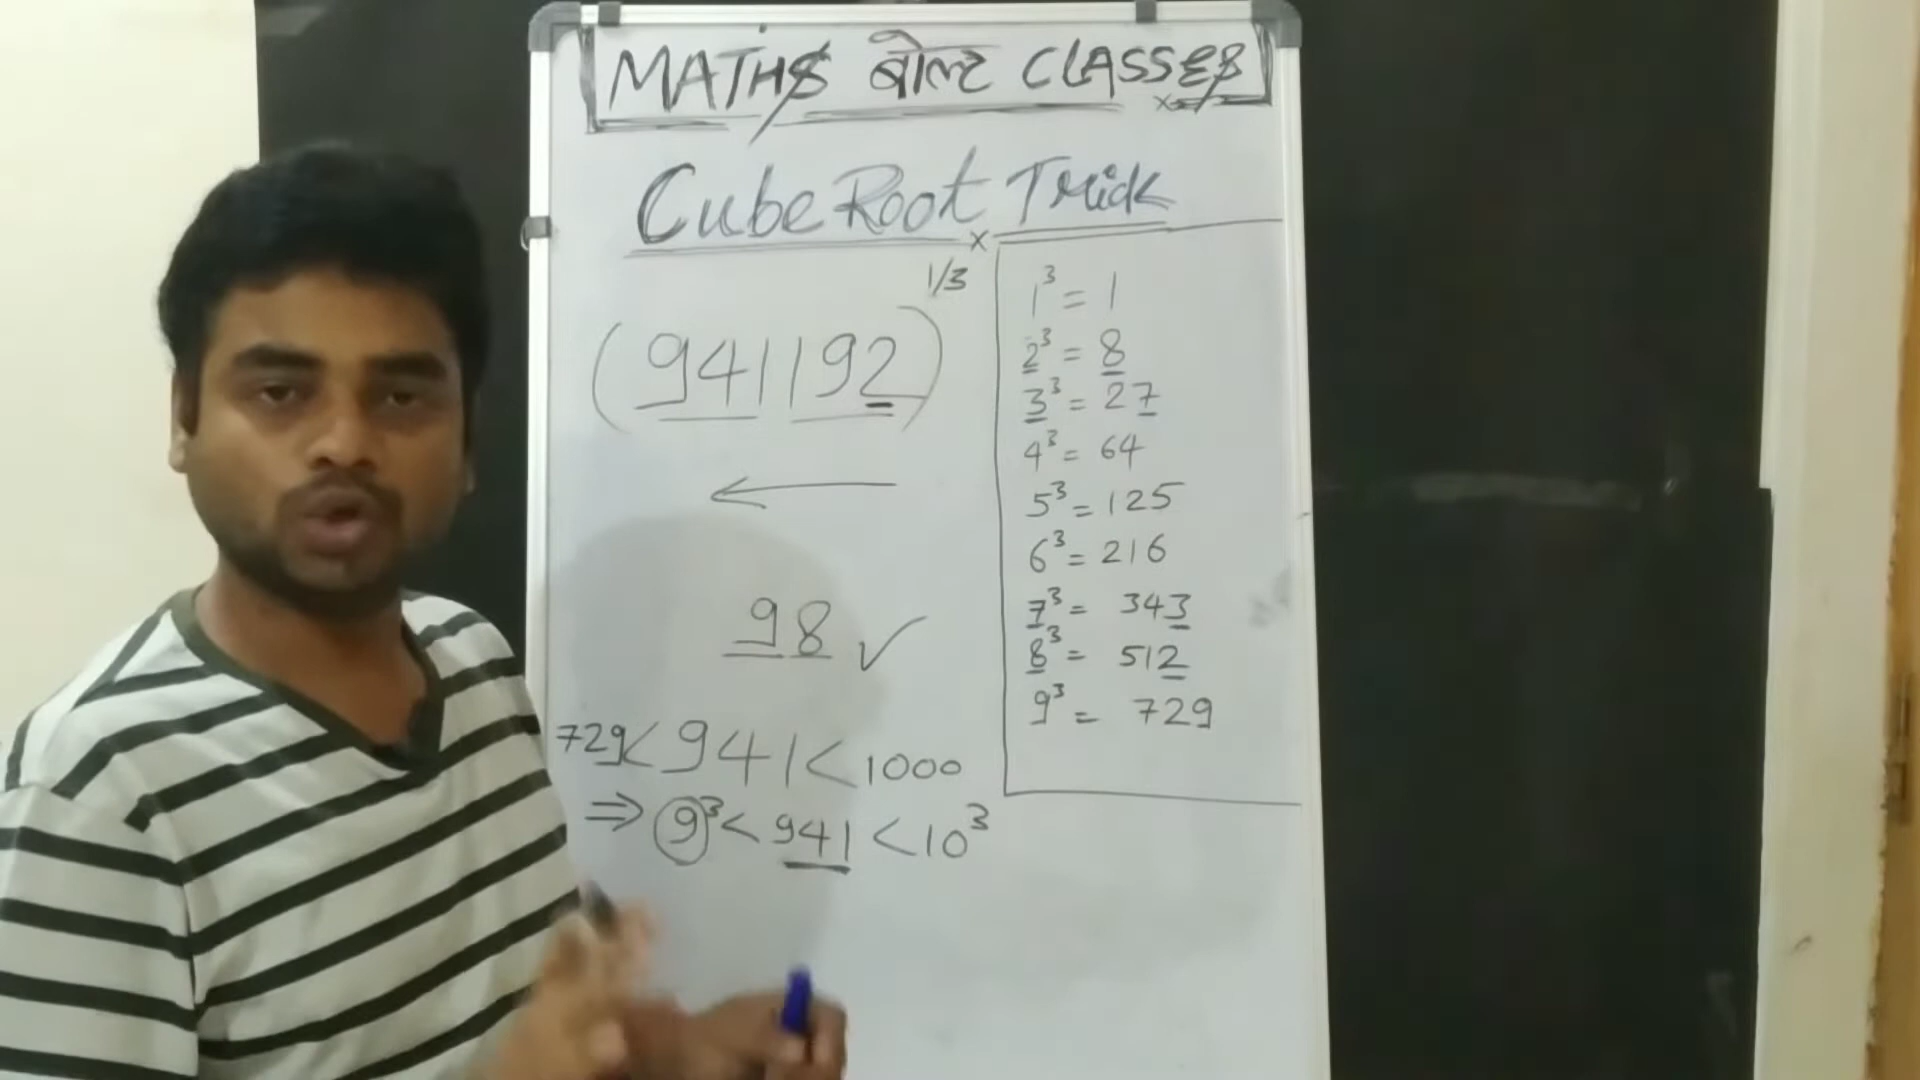 MATHS बोल्ट CLASSES
Cube Root Trick
(941192)^1/3
98 ✓
729 < 941 < 1000
⇒ 9³ < 941 < 10³
1³ = 1
2³ = 8
3³ = 27
4³ = 64
5³ = 125
6³ = 216
7³ = 343
8³ = 512
9³ = 729